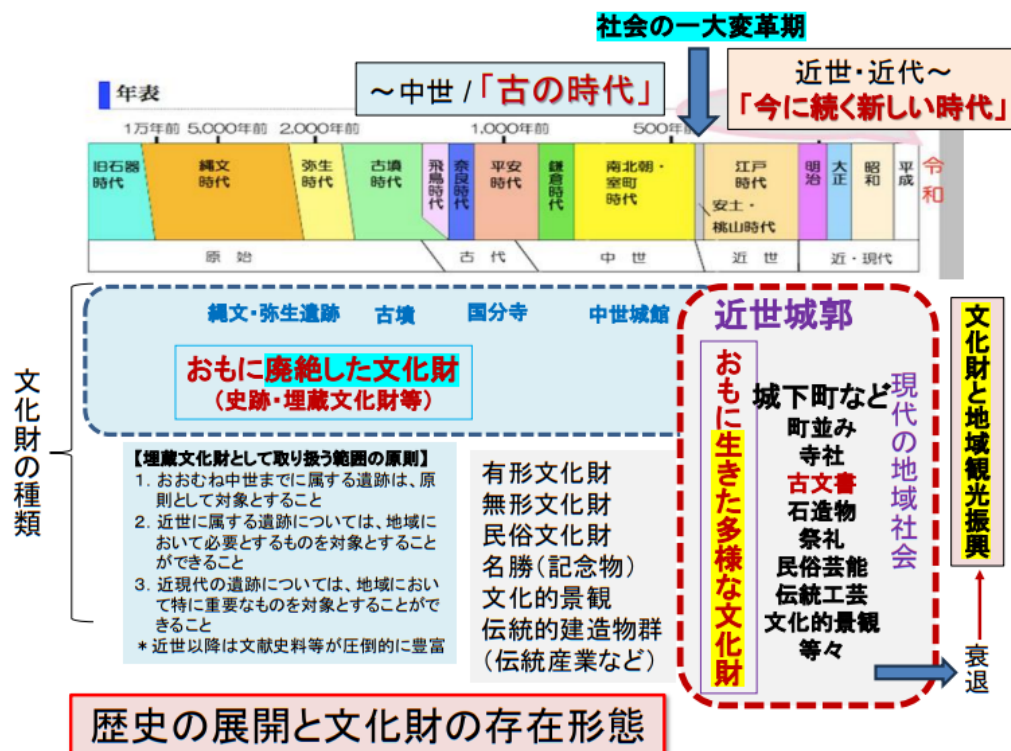 社会の一大変革期
～中世 /「古の時代」
近世・近代～
「今に続く新しい時代」
年表
1万年前 5,000年前 2,000年前 1,000年前 500年前
旧石器
時代
縄文
時代
弥生
時代
古墳
時代
飛鳥時代
奈良時代
平安
時代
鎌倉時代
南北朝・
室町
時代
江戸
時代
安土・
桃山時代
明治
大正
昭和
平成
令和
原始 古代 中世 近世 近・現代
文化財の種類
縄文・弥生遺跡 古墳 国分寺 中世城館
おもに廃絶した文化財
（史跡・埋蔵文化財等）
【埋蔵文化財として取り扱う範囲の原則】
1．おおむね中世までに属する遺跡は、原
則として対象とすること
2．近世に属する遺跡については、地域に
おいて必要とするものを対象とすること
ができること
3．近現代の遺跡については、地域におい
て特に重要なものを対象とすることがで
きること
＊近世以降は文献史料等が圧倒的に豊富
有形文化財
無形文化財
民俗文化財
名勝（記念物）
文化的景観
伝統的建造物群
（伝統産業など）
近世城郭
おもに生きた多様な文化財
城下町など
町並み
寺社
古文書
石造物
祭礼
民俗芸能
伝統工芸
文化的景観
等々
現代の地域社会
文化財と地域観光振興
衰退
歴史の展開と文化財の存在形態